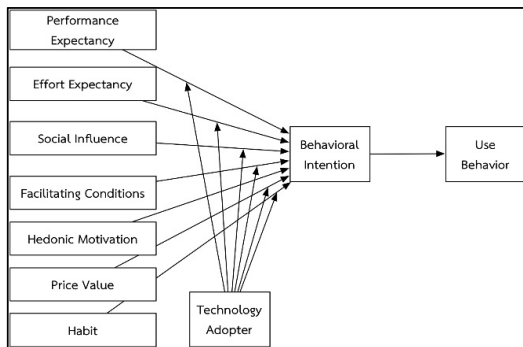 Performance
Expectancy
Effort Expectancy
Social Influence
Facilitating Conditions
Hedonic Motivation
Price Value
Habit
Behavioral
Intention
Use
Behavior
Technology
Adopter